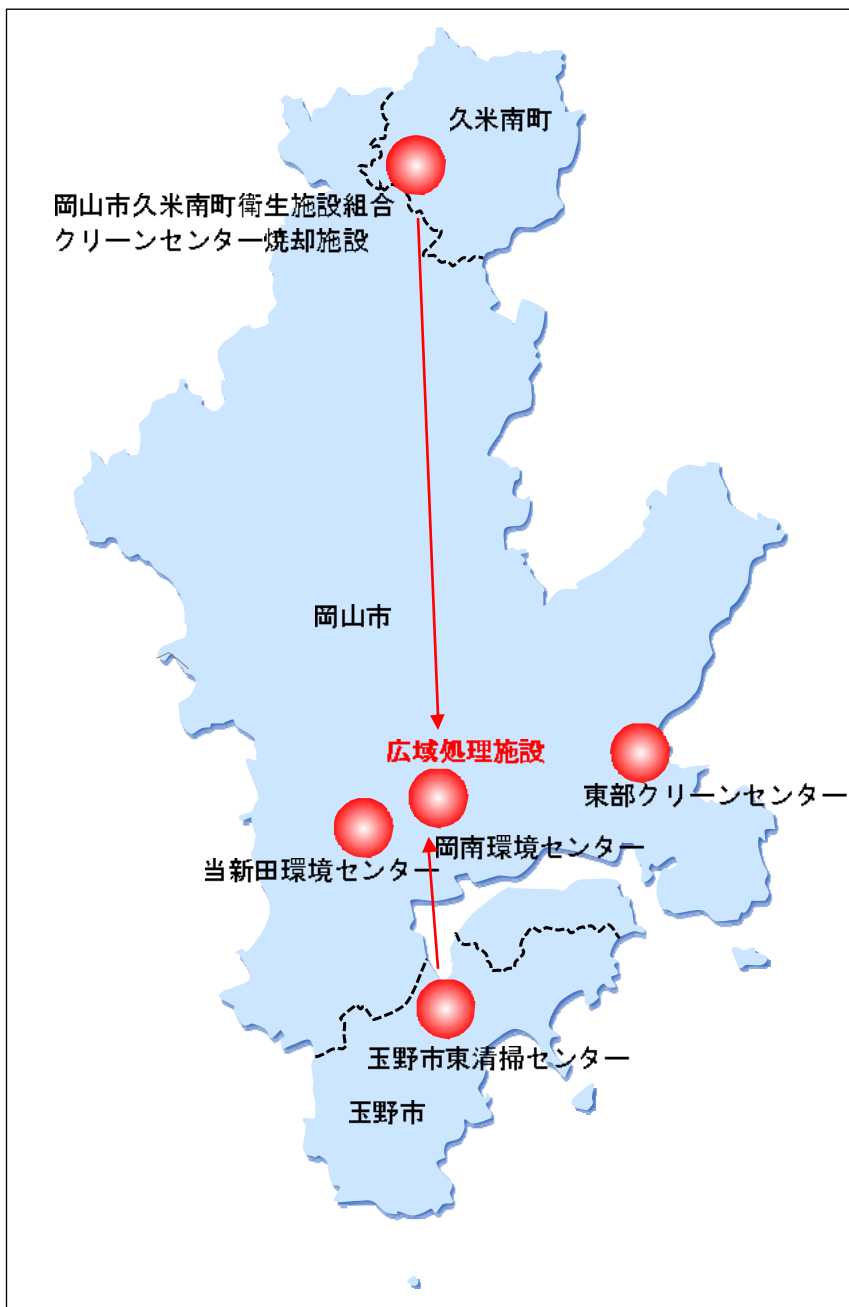 久米南町
岡山市久米南町衛生施設組合
クリーンセンター焼却施設
岡山市
広域処理施設
東部クリーンセンター
岡南環境センター
当新田環境センター
玉野市東清掃センター
玉野市